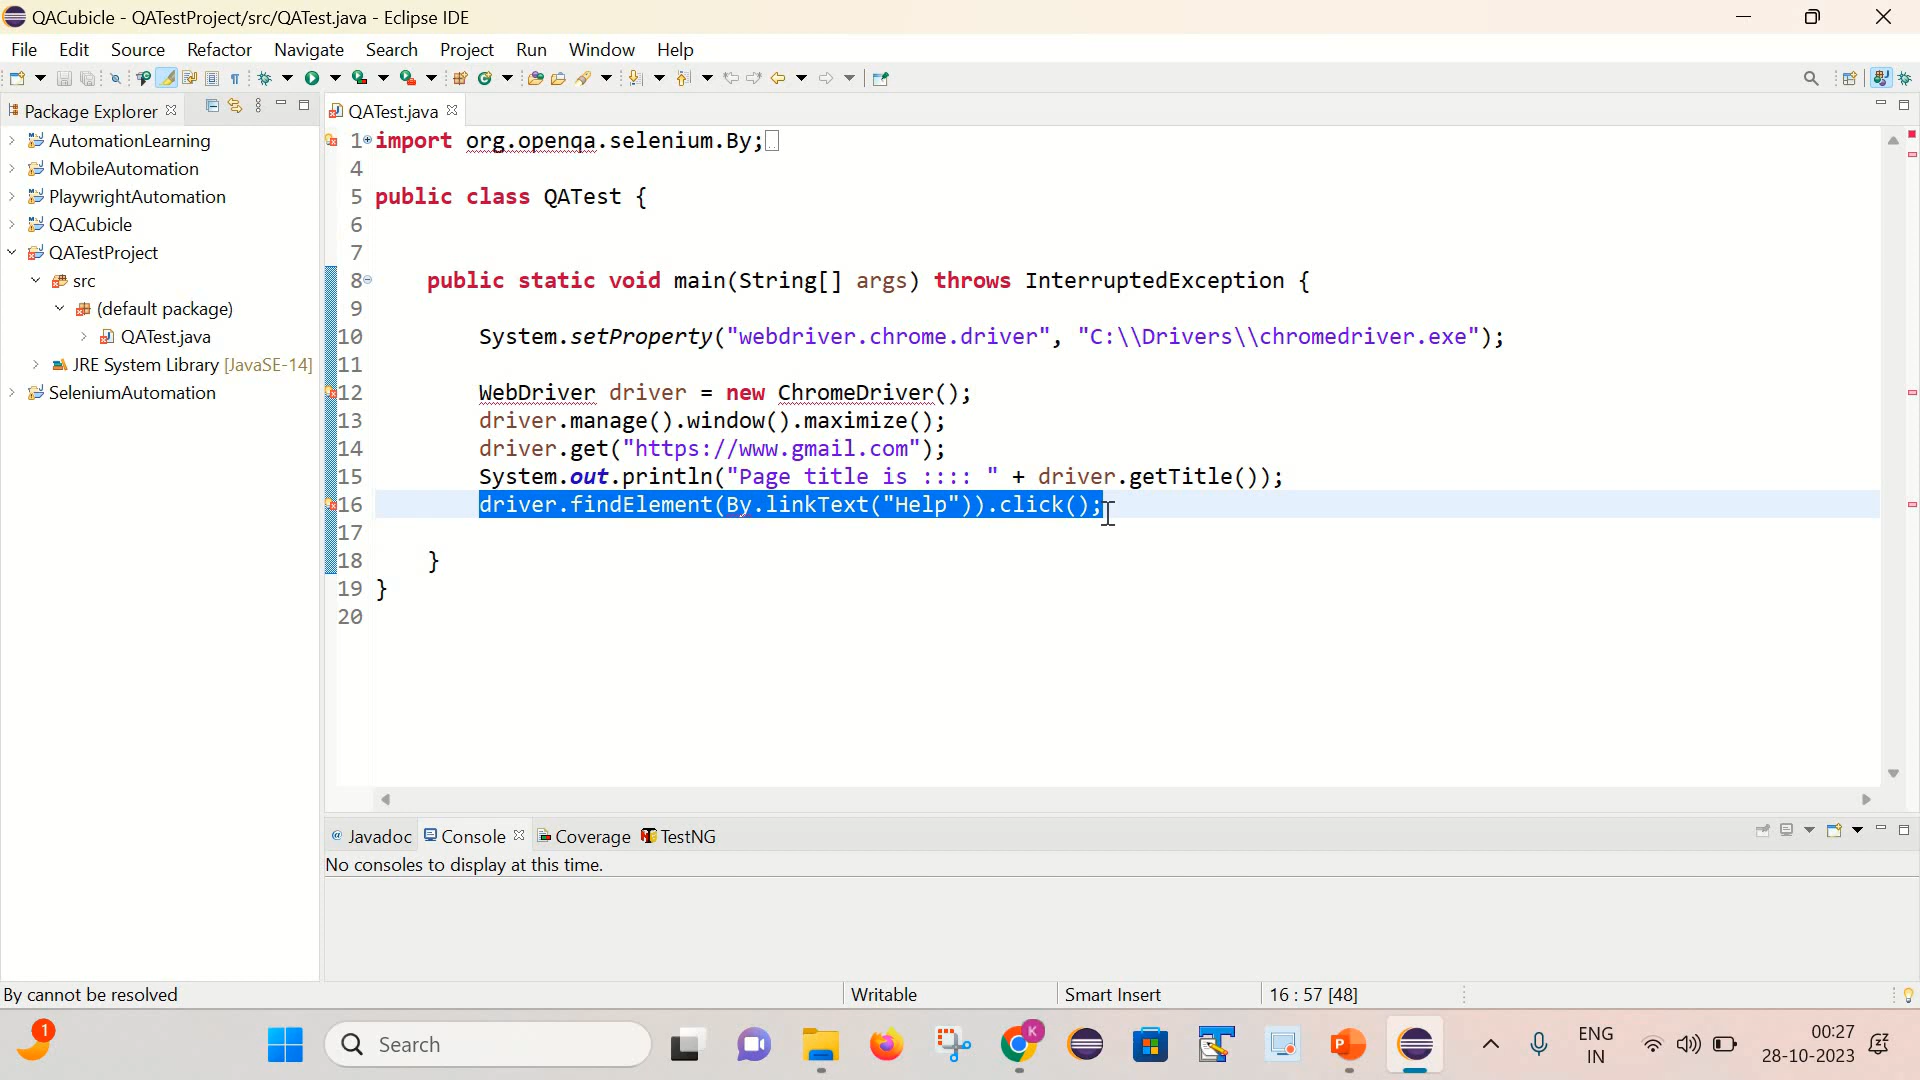 QACubicle - QATestProject/src/QATest.java - Eclipse IDE
File Edit Source Refactor Navigate Search Project Run Window Help
Package Explorer
AutomationLearning
MobileAutomation
PlaywrightAutomation
QACubicle
QATestProject
src
(default package)
QATest.java
JRE System Library [JavaSE-14]
SeleniumAutomation
QATest.java
1 import org.openqa.selenium.By;
4
5 public class QATest {
6
7
8 public static void main(String[] args) throws InterruptedException {
9
10 System.setProperty("webdriver.chrome.driver", "C:\\Drivers\\chromedriver.exe");
11
12 WebDriver driver = new ChromeDriver();
13 driver.manage().window().maximize();
14 driver.get("https://www.gmail.com");
15 System.out.println("Page title is :::: " + driver.getTitle());
16 driver.findElement(By.linkText("Help")).click();
17
18 }
19 }
20
@ Javadoc Console Coverage TestNG
No consoles to display at this time.
By cannot be resolved Writable Smart Insert 16 : 57 [48]
1
Search
K
P
ENG
IN
00:27
28-10-2023